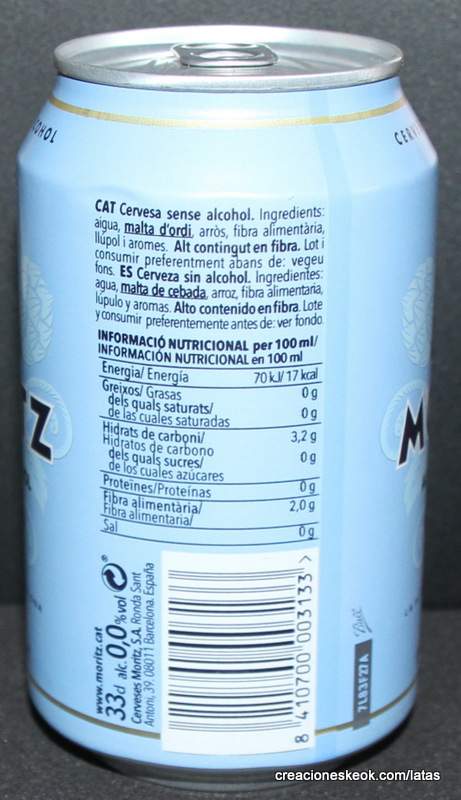 COHOL
CERV
CAT Cervesa sense alcohol. Ingredients:
aigua, malta d'ordi, arròs, fibra alimentària,
llúpol i aromes. Alt contingut en fibra. Lot i
consumir preferentment abans de: vegeu
fons. ES Cerveza sin alcohol. Ingredientes:
agua, malta de cebada, arroz, fibra alimentaria,
lúpulo y aromas. Alto contenido en fibra. Lote
y consumir preferentemente antes de: ver fondo.
INFORMACIÓ NUTRICIONAL per 100 ml/
INFORMACIÓN NUTRICIONAL en 100 ml
Energia/ Energía 70 kJ/ 17 kcal
Greixos/ Grasas 0 g
dels quals saturats/
de las cuales saturadas 0 g
Hidrats de carboni/
Hidratos de carbono 3,2 g
dels quals sucres/
de los cuales azúcares 0 g
Proteïnes/Proteínas 0 g
Fibra alimentària/
Fibra alimentaria/ 2,0 g
Sal 0 g
TZ
M
www.moritz.cat
33cl alc. 0,0% vol
Cerveses Moritz, S.A. Ronda Sant
Antoni, 39. 08011 Barcelona. España
8 410700 003133 >
7LB3F27A
Ball
creacioneskeok.com/latas